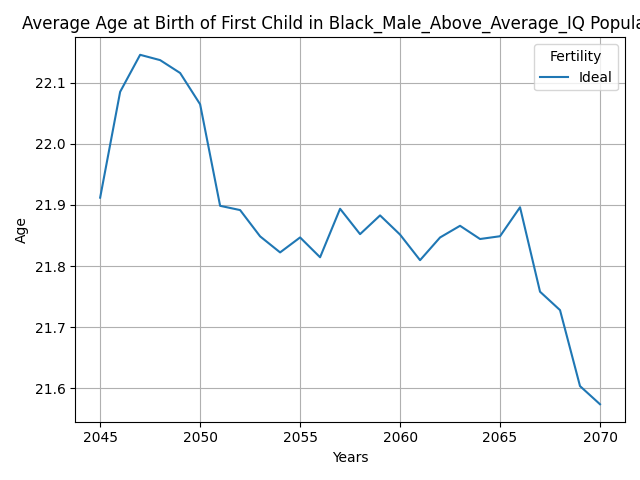 Average Age at Birth of First Child in Black_Male_Above_Average_IQ
Fertility
Ideal
22.1
22.0
21.9
21.8
21.7
21.6
Age
2045 2050 2055 2060 2065 2070
Years